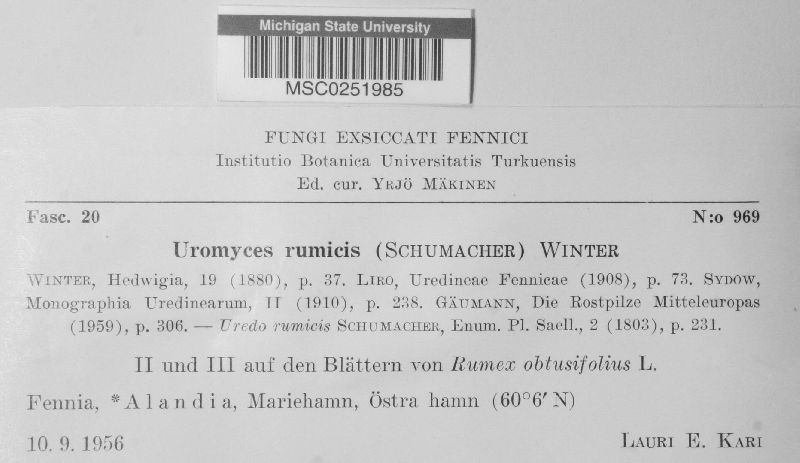 Michigan State University
MSC0251985
FUNGI EXSICCATI FENNICI
Institutio Botanica Universitatis Turkuensis
Ed. cur. YRJÖ MÄKINEN
Fasc. 20 N:o 969
Uromyces rumicis (SCHUMACHER) WINTER
WINTER, Hedwigia, 19 (1880), p. 37. LIRO, Uredineae Fennicae (1908), p. 73. SYDOW,
Monographia Uredinearum, II (1910), p. 238. GÄUMANN, Die Rostpilze Mitteleuropas
(1959), p. 306. — Uredo rumicis SCHUMACHER, Enum. Pl. Saell., 2 (1803), p. 231.
II und III auf den Blättern von Rumex obtusifolius L.
Fennia, *Alandia, Mariehamn, Östra hamn (60°6′ N)
10. 9. 1956 LAURI E. KARI